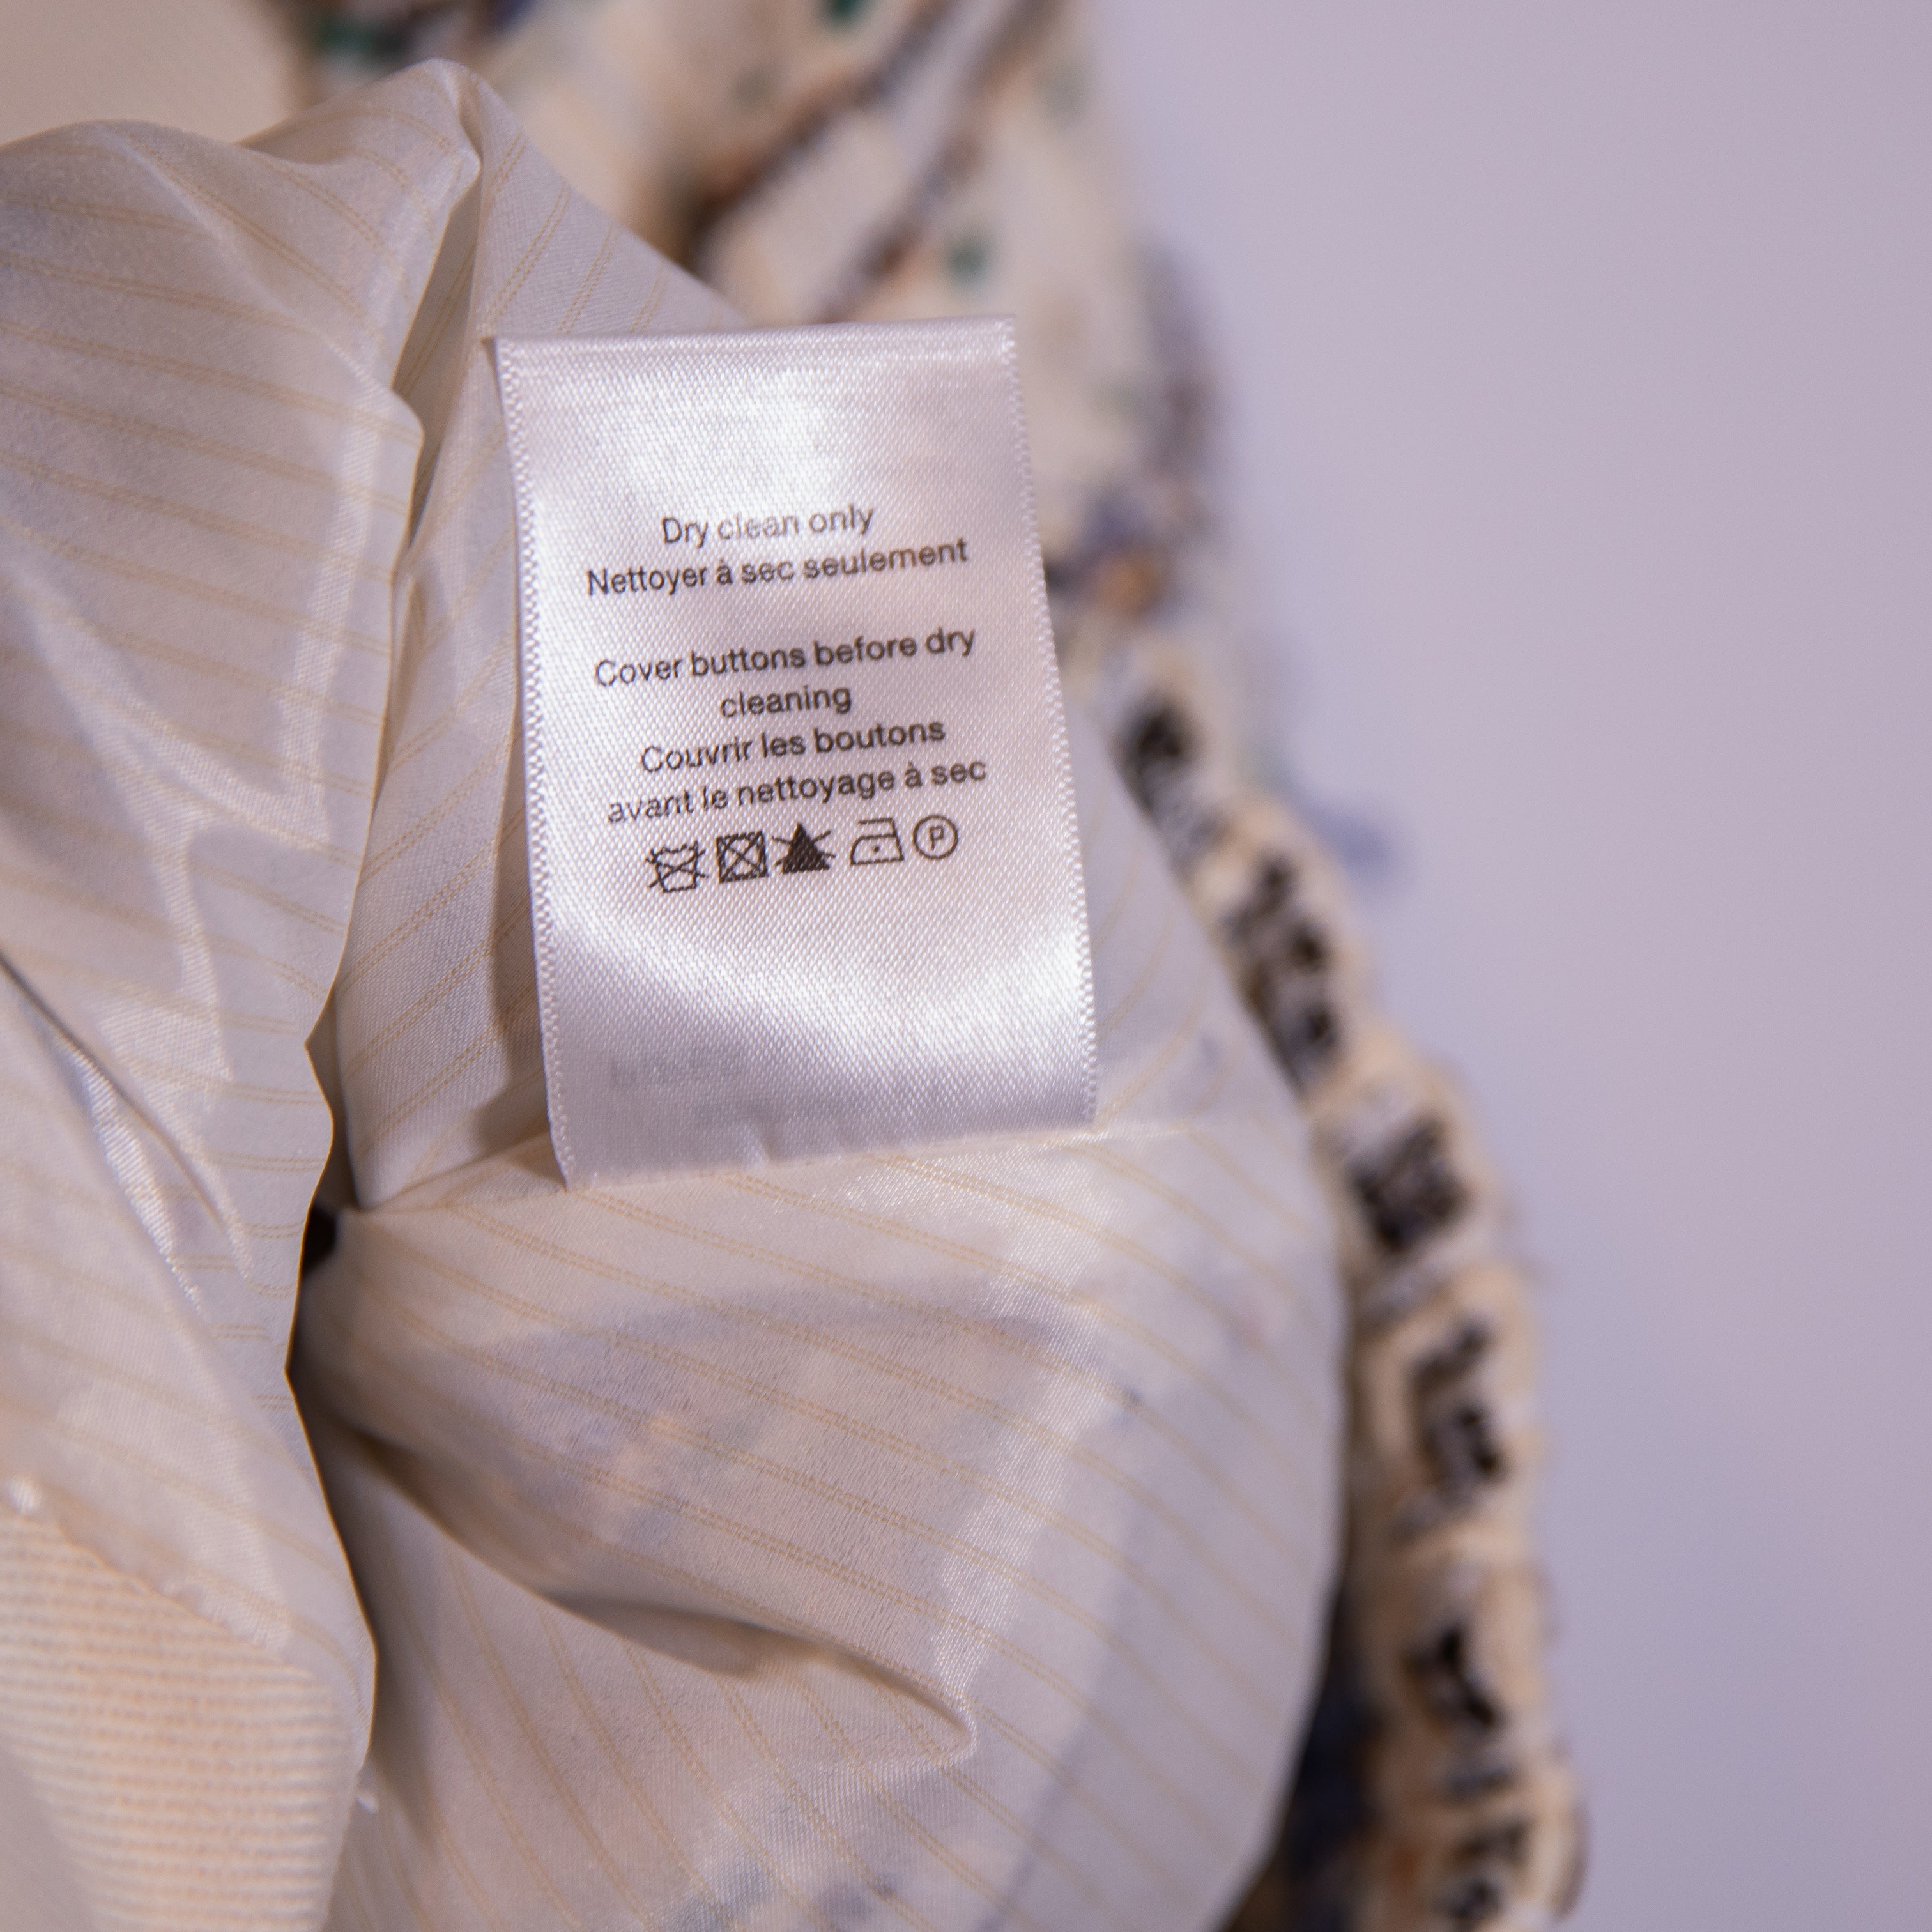 Dry clean only
Nettoyer à sec seulement
Cover buttons before dry
cleaning
Couvrir les boutons
avant le nettoyage à sec
P